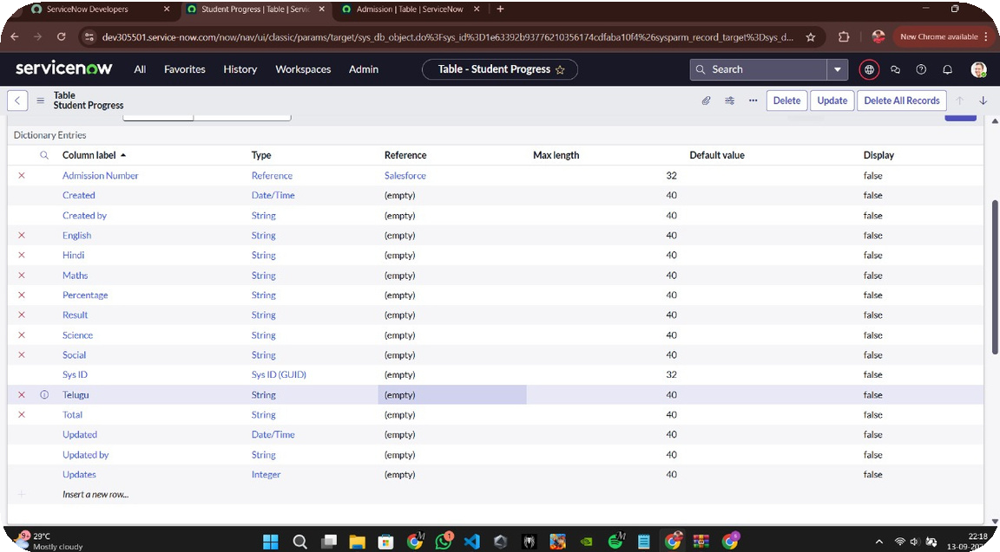 ServiceNow Developers
Student Progress | Table | Servic
Admission | Table | ServiceNow
dev305501.service-now.com/now/nav/ui/classic/params/target/sys_db_object.do%3Fsys_id%3D1e63392b93776210356174cdfaba10f4%26sysparm_record_target%3Dsys_d...
New Chrome available
servicenow All Favorites History Workspaces Admin Table - Student Progress Search
Table
Student Progress
Delete Update Delete All Records
Dictionary Entries
Column label Type Reference Max length Default value Display
Admission Number Reference Salesforce 32 false
Created Date/Time (empty) 40 false
Created by String (empty) 40 false
English String (empty) 40 false
Hindi String (empty) 40 false
Maths String (empty) 40 false
Percentage String (empty) 40 false
Result String (empty) 40 false
Science String (empty) 40 false
Social String (empty) 40 false
Sys ID Sys ID (GUID) (empty) 32 false
Telugu String (empty) 40 false
Total String (empty) 40 false
Updated Date/Time (empty) 40 false
Updated by String (empty) 40 false
Updates Integer (empty) 40 false
Insert a new row...
29°C
Mostly cloudy
22:18